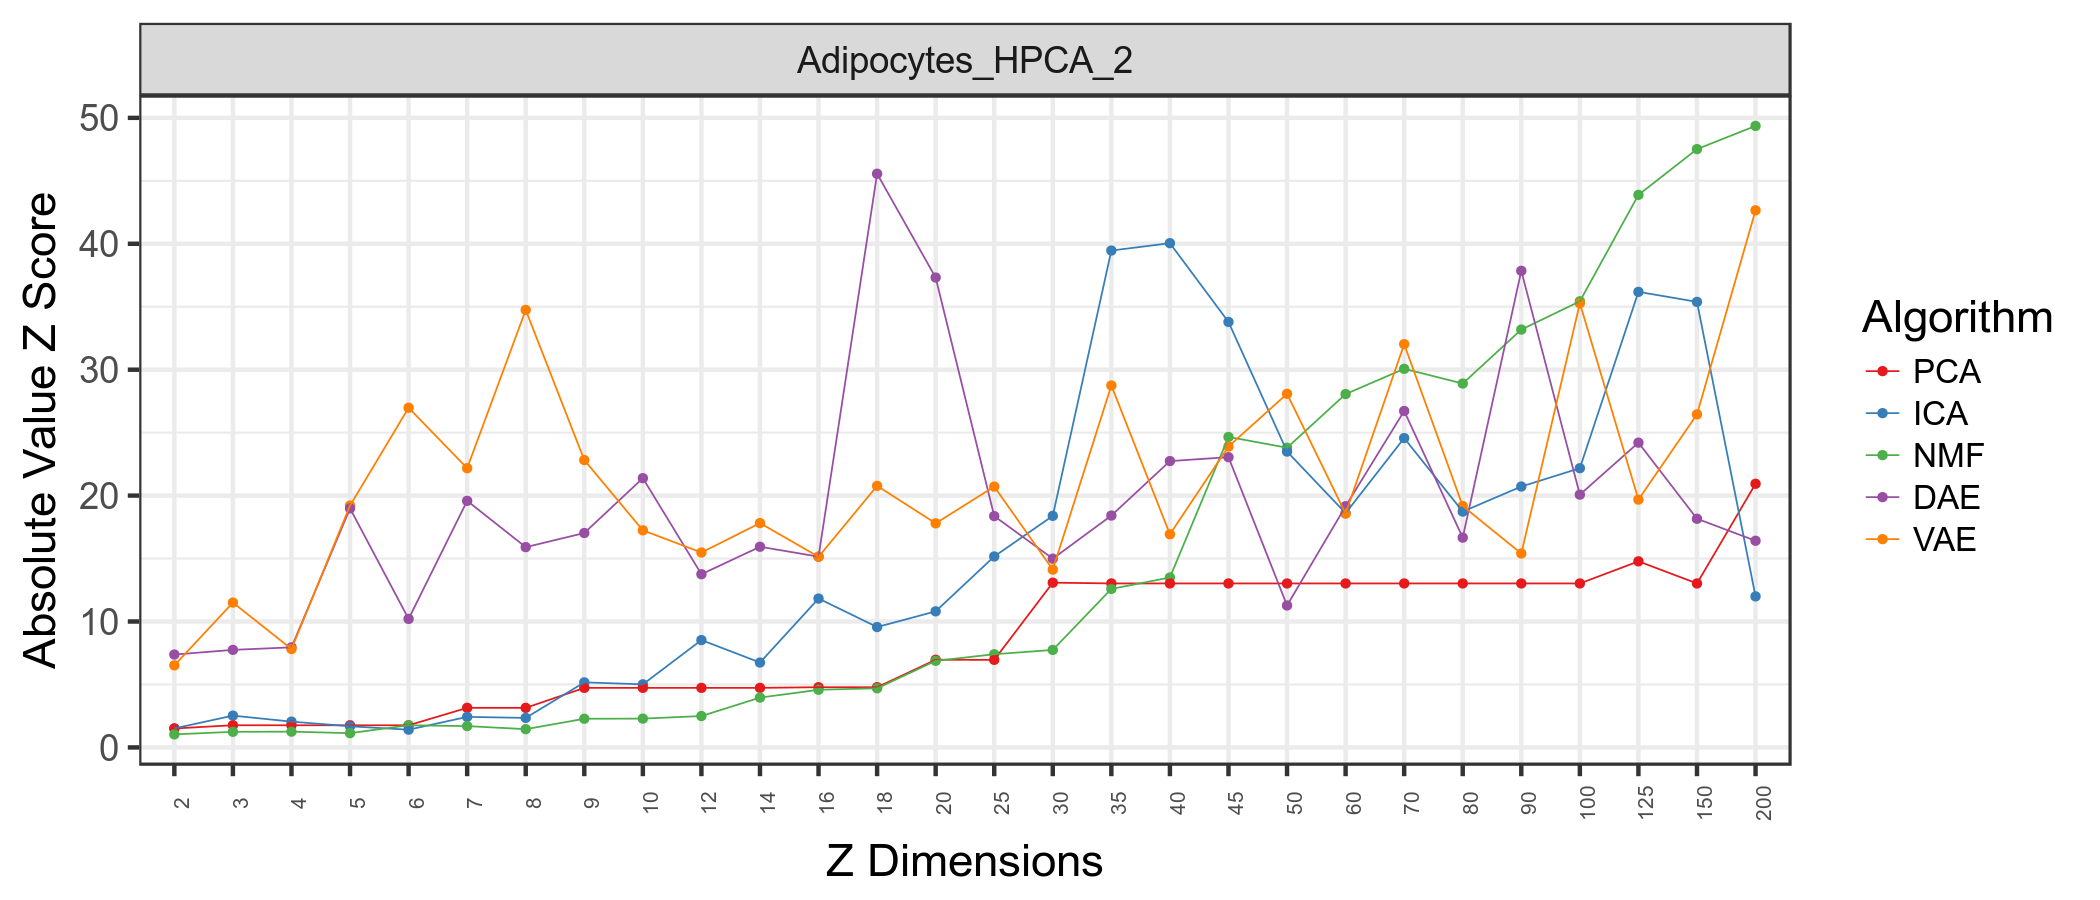 Adipocytes_HPCA_2
Absolute Value Z Score
50
40
30
20
10
0
2 3 4 5 6 7 8 9 10 12 14 16 18 20 25 30 35 40 45 50 60 70 80 90 100 125 150 200
Z Dimensions
Algorithm
PCA
ICA
NMF
DAE
VAE